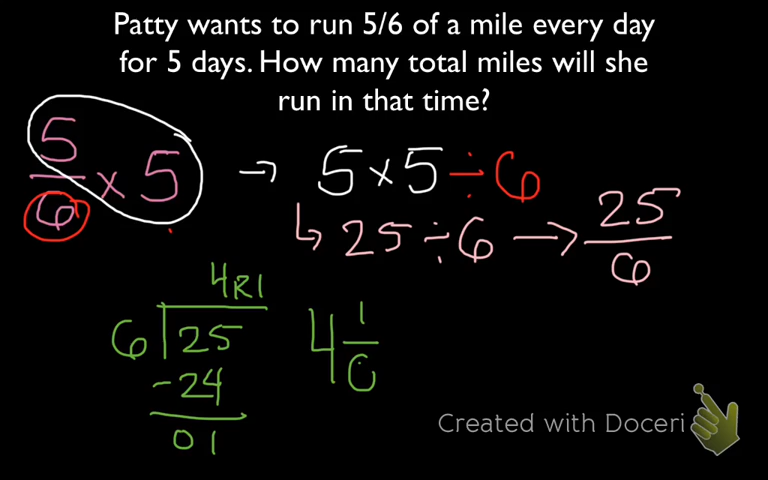 Patty wants to run 5/6 of a mile every day
for 5 days. How many total miles will she
run in that time?
5/6 × 5 → 5 × 5 ÷ 6
↳ 25 ÷ 6 → 25/6
4R1
6 25
-24
01
4 1/6
Created with Doceri